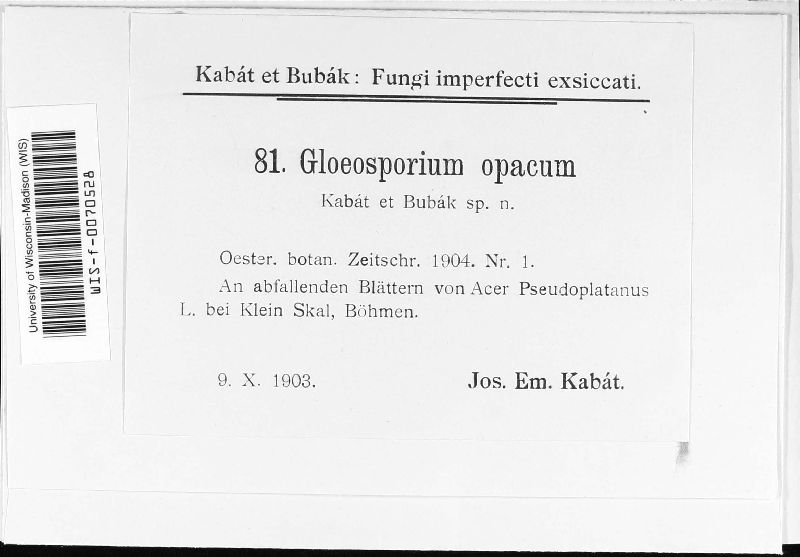 Kabát et Bubák: Fungi imperfecti exsiccati.
81. Gloeosporium opacum
Kabát et Bubák sp. n.
Oester. botan. Zeitschr. 1904. Nr. 1.
An abfallenden Blättern von Acer Pseudoplatanus
L. bei Klein Skal, Böhmen.
9. X. 1903.
Jos. Em. Kabát.
University of Wisconsin-Madison (WIS)
WIS-f-0070528